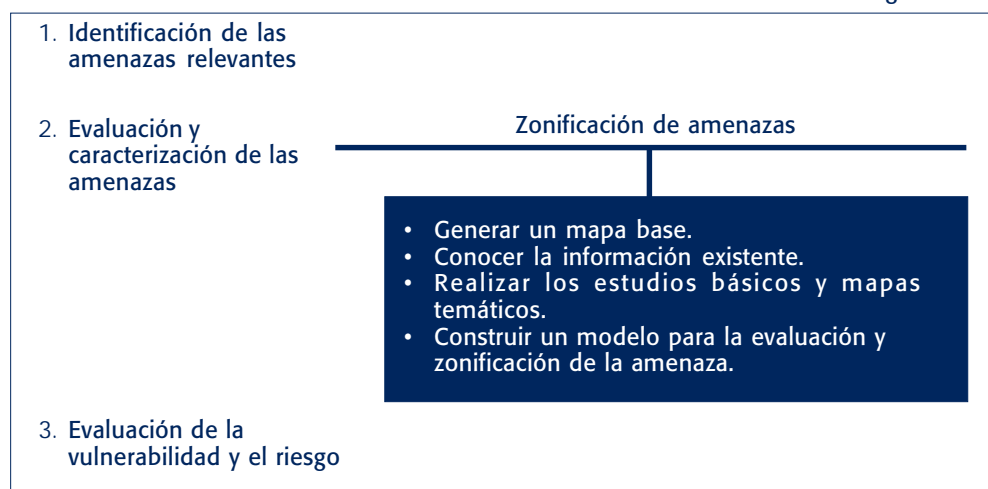 1. Identificación de las
amenazas relevantes
2. Evaluación y
caracterización de las
amenazas
Zonificación de amenazas
• Generar un mapa base.
• Conocer la información existente.
• Realizar los estudios básicos y mapas
temáticos.
• Construir un modelo para la evaluación y
zonificación de la amenaza.
3. Evaluación de la
vulnerabilidad y el riesgo